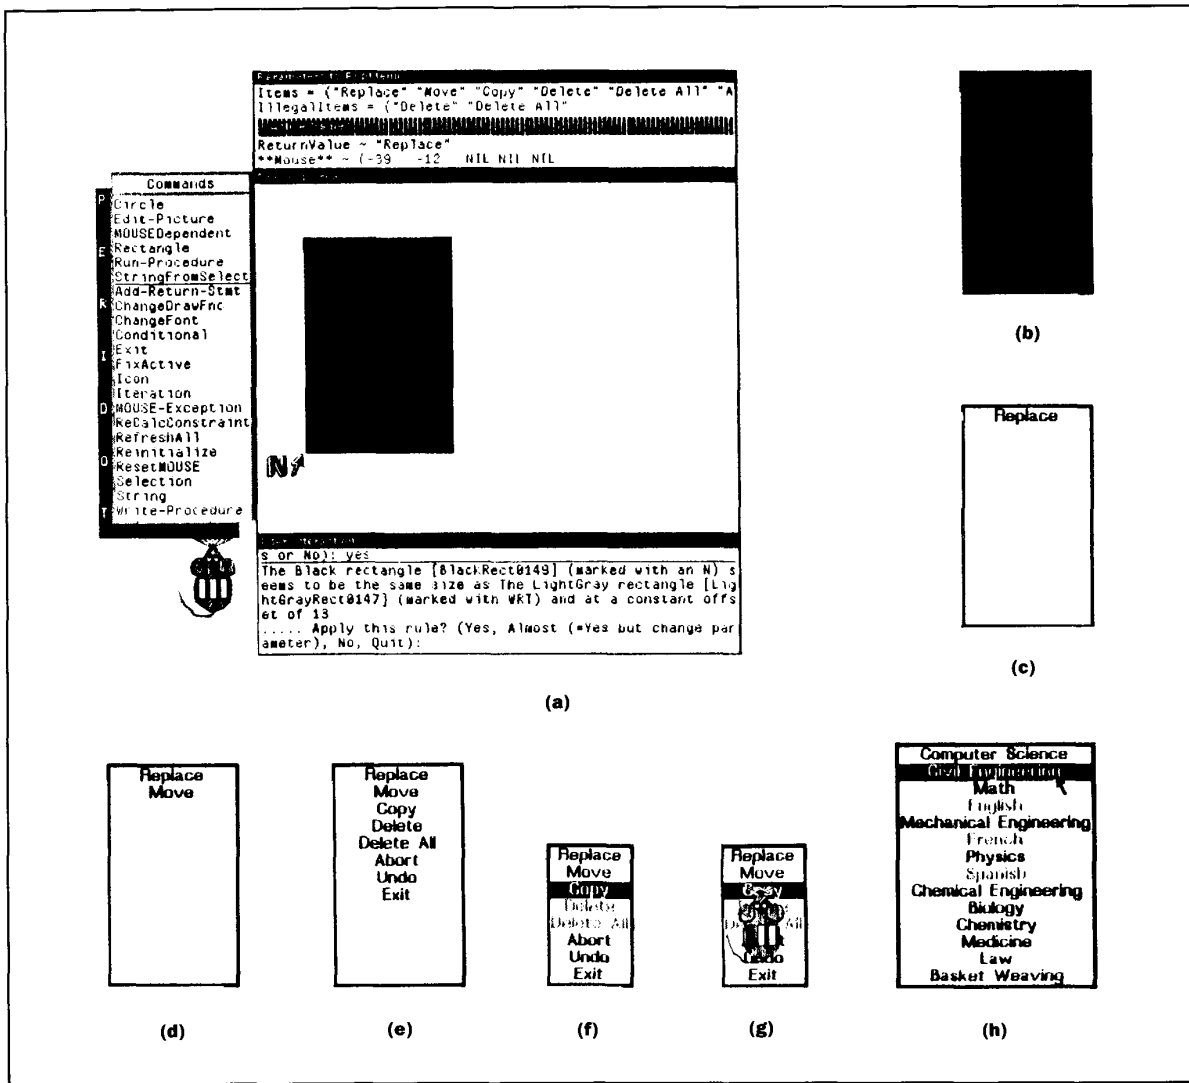 Items = ("Replace" "Move" "Copy" "Delete" "Delete All" "A
IllegalItems = ("Delete" "Delete All"
ReturnValue ~ "Replace"
**Mouse** ~ (-39 -12 NIL NIL NIL
Commands
P
E
R
I
D
O
T
Circle
Edit-Picture
MOUSEDependent
Rectangle
Run-Procedure
StringFromSelect
Add-Return-Stmt
ChangeDrawFnc
ChangeFont
Conditional
Exit
FixActive
Icon
Iteration
MOUSE-Exception
ReCalcConstraint
RefreshAll
Reinitialize
ResetMOUSE
Selection
String
Write-Procedure
N
s or No): yes
The Black rectangle [BlackRect0149] (marked with an N) s
eems to be the same size as The LightGray rectangle [Lig
htGrayRect0147] (marked with WRT) and at a constant offs
et of 13
..... Apply this rule? (Yes, Almost (=Yes but change par
ameter), No, Quit):
(a)
(b)
Replace
(c)
Replace
Move
(d)
Replace
Move
Copy
Delete
Delete All
Abort
Undo
Exit
(e)
Replace
Move
Copy
Delete
Delete All
Abort
Undo
Exit
(f)
Replace
Move
Undo
Exit
(g)
Computer Science
Civil Engineering
Math
English
Mechanical Engineering
French
Physics
Spanish
Chemical Engineering
Biology
Chemistry
Medicine
Law
Basket Weaving
(h)